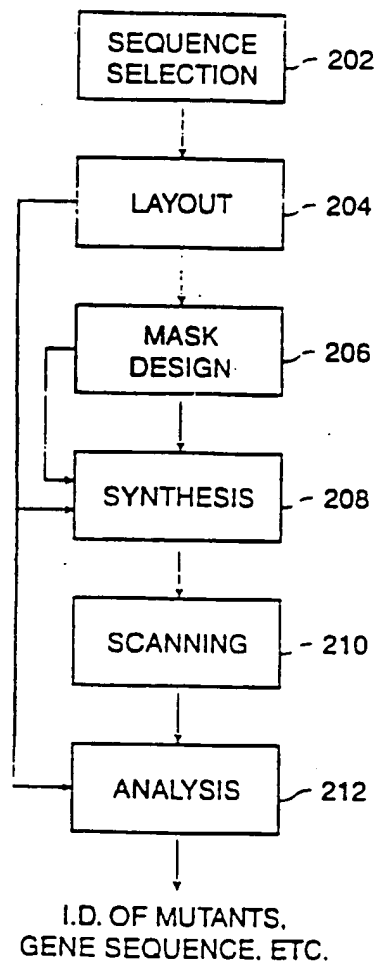 SEQUENCE
SELECTION
202
LAYOUT
204
MASK
DESIGN
206
SYNTHESIS
208
SCANNING
210
ANALYSIS
212
I.D. OF MUTANTS,
GENE SEQUENCE, ETC.